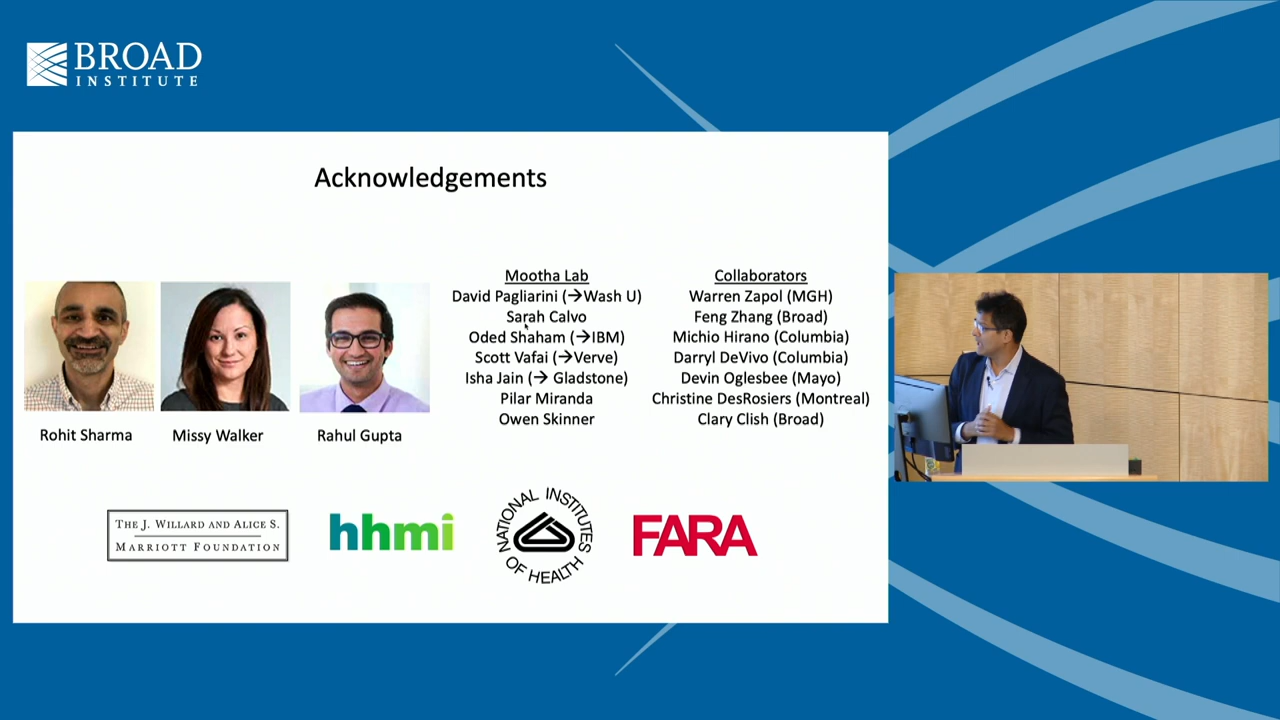 BROAD
INSTITUTE
Acknowledgements
Rohit Sharma
Missy Walker
Rahul Gupta
Mootha Lab
David Pagliarini (→Wash U)
Sarah Calvo
Oded Shaham (→IBM)
Scott Vafai (→Verve)
Isha Jain (→ Gladstone)
Pilar Miranda
Owen Skinner
Collaborators
Warren Zapol (MGH)
Feng Zhang (Broad)
Michio Hirano (Columbia)
Darryl DeVivo (Columbia)
Devin Oglesbee (Mayo)
Christine DesRosiers (Montreal)
Clary Clish (Broad)
THE J. WILLARD AND ALICE S.
MARRIOTT FOUNDATION
hhmi
NATIONAL INSTITUTES
OF HEALTH
FARA